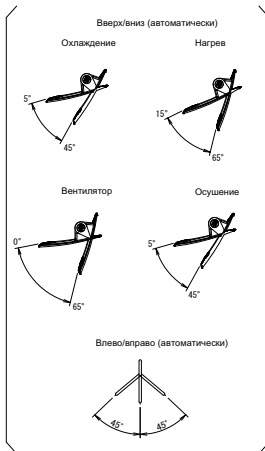 Вверх/вниз (автоматически)
Охлаждение Нагрев
5° 15°
45° 65°
Вентилятор Осушение
0° 5°
65° 45°
Влево/вправо (автоматически)
45° 45°